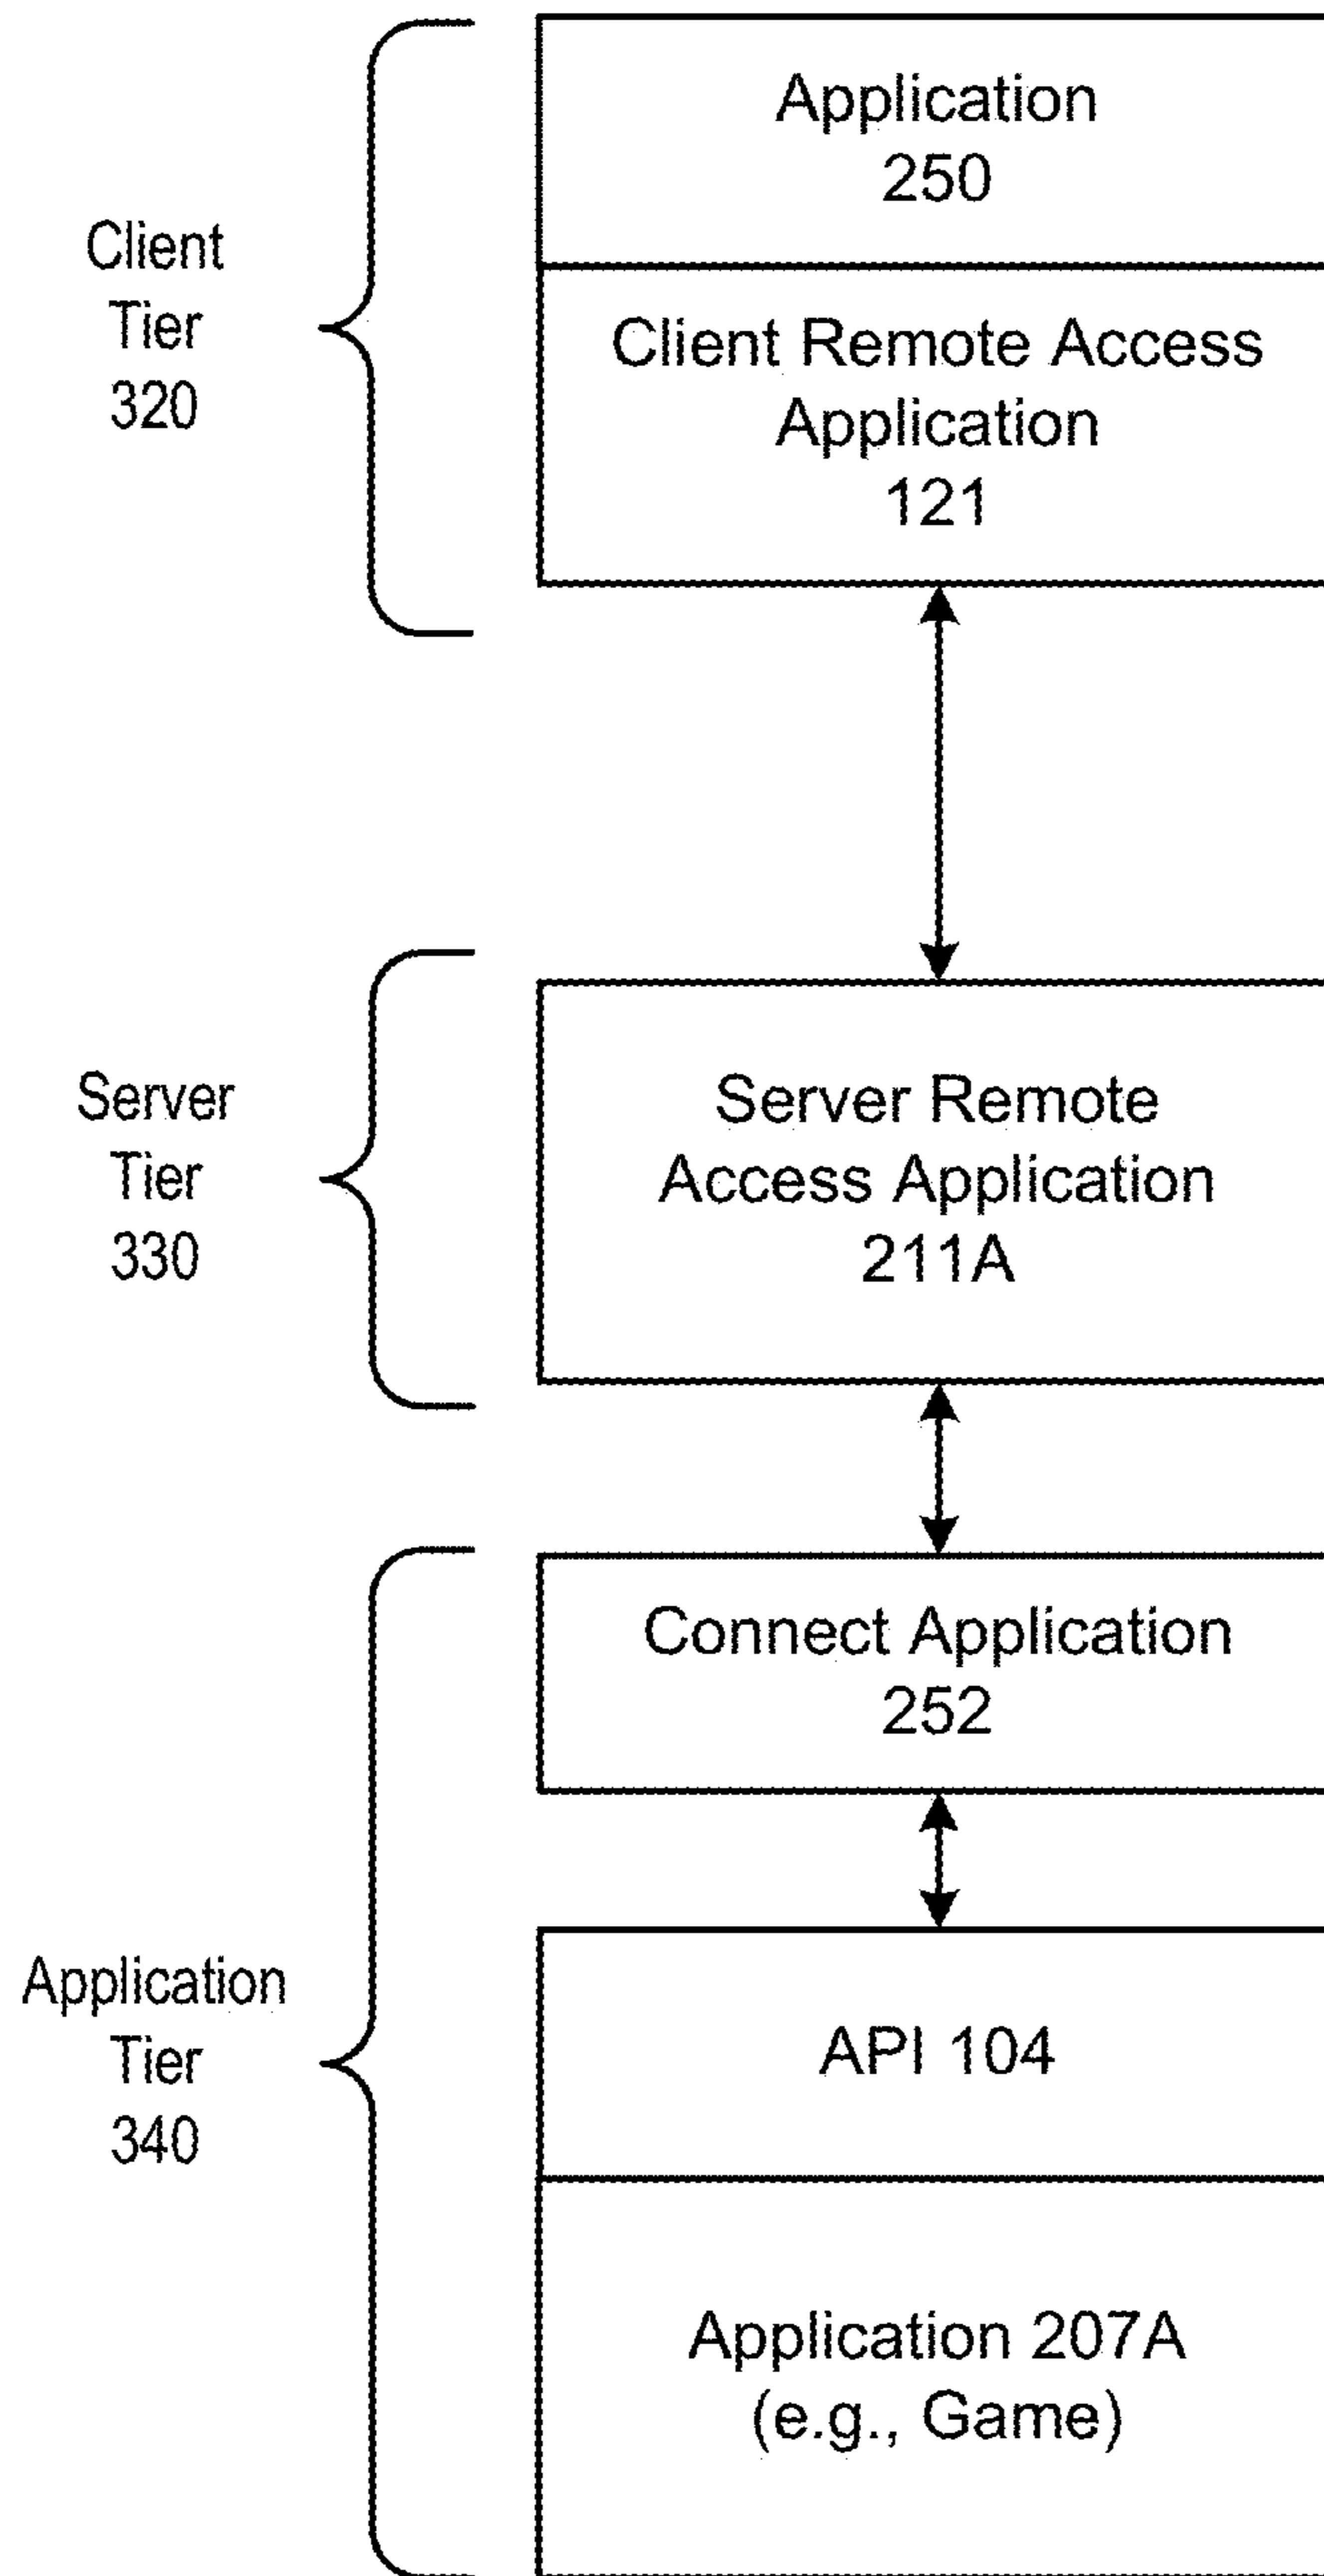 Application
250
Client
Tier
320
Client Remote Access
Application
121
Server
Tier
330
Server Remote
Access Application
211A
Connect Application
252
Application
Tier
340
API 104
Application 207A
(e.g., Game)